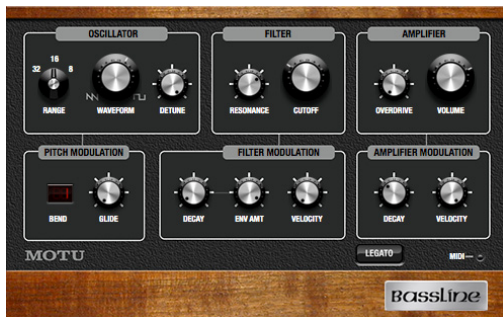 OSCILLATOR
FILTER
AMPLIFIER
16
32
8
RANGE
WAVEFORM
DETUNE
RESONANCE
CUTOFF
OVERDRIVE
VOLUME
PITCH MODULATION
FILTER MODULATION
AMPLIFIER MODULATION
BEND
GLIDE
DECAY
ENV AMT
VELOCITY
DECAY
VELOCITY
MOTU
LEGATO
MIDI
Bassline